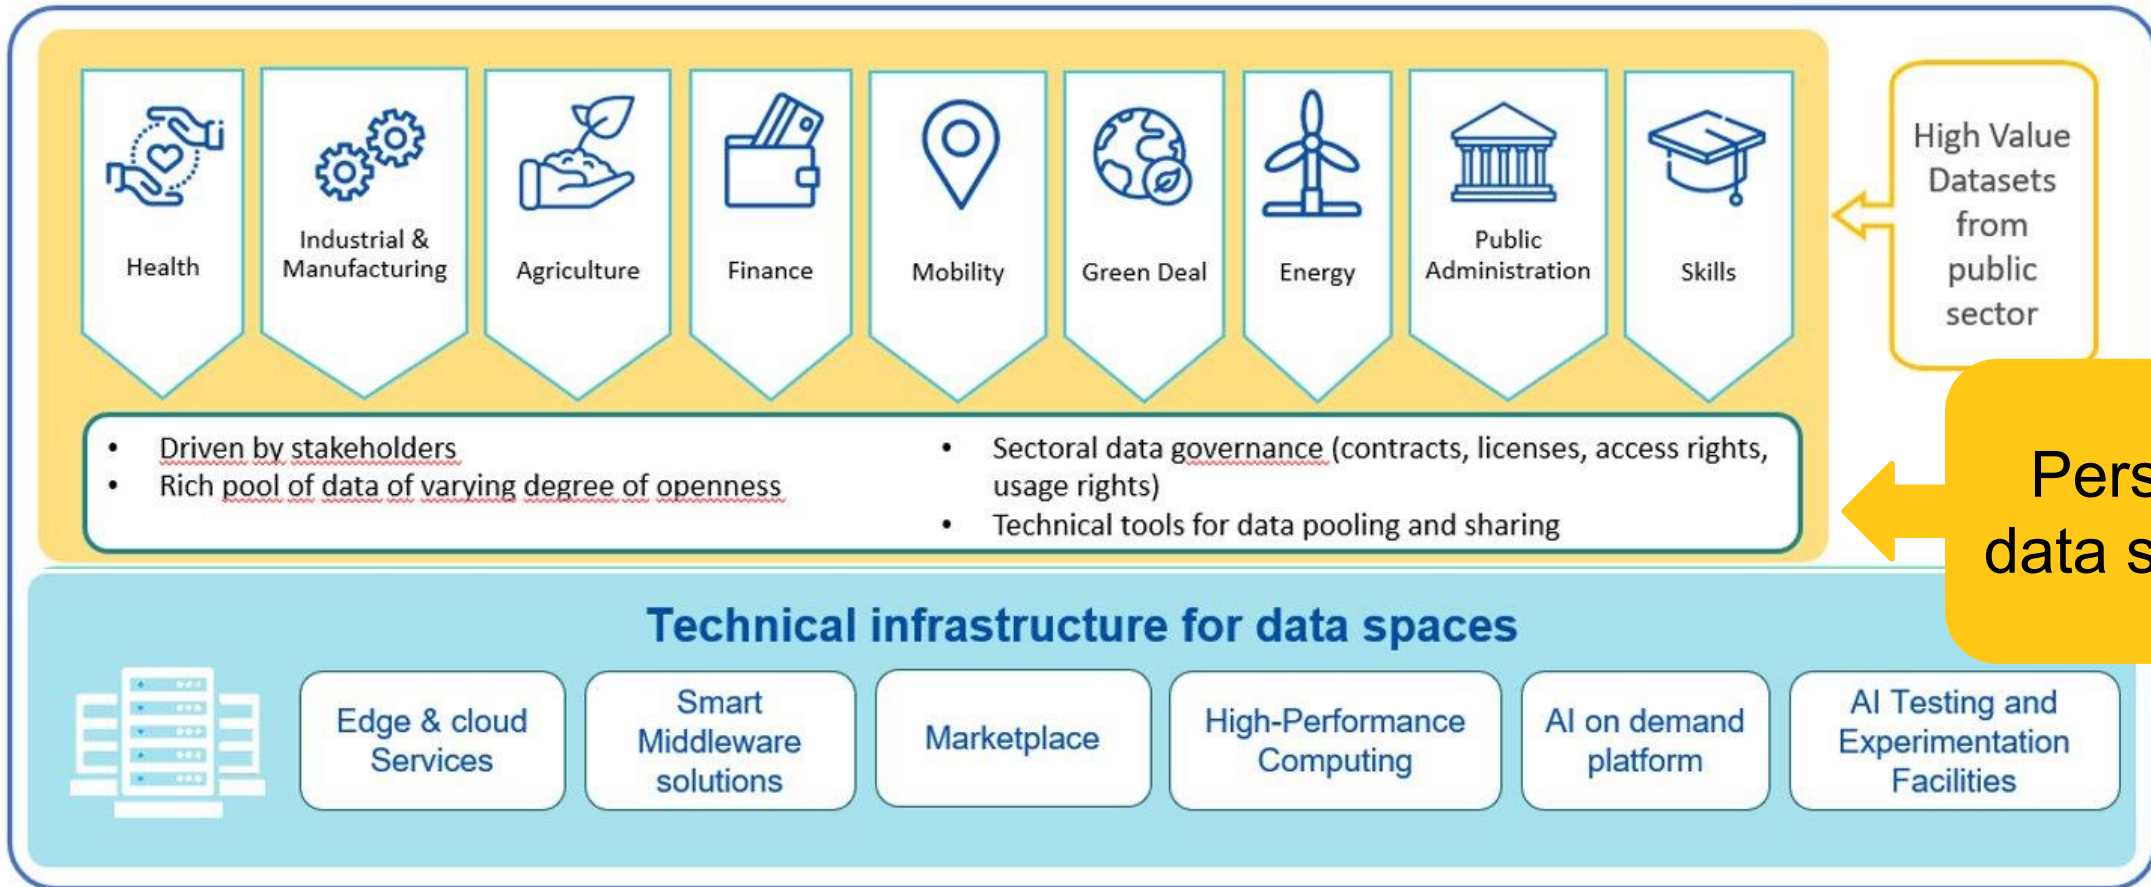 Health
Industrial &
Manufacturing
Agriculture
Finance
Mobility
Green Deal
Energy
Public
Administration
Skills
High Value
Datasets
from
public
sector
• Driven by stakeholders
• Rich pool of data of varying degree of openness
• Sectoral data governance (contracts, licenses, access rights,
usage rights)
• Technical tools for data pooling and sharing
data
Technical infrastructure for data spaces
Edge & cloud
Services
Smart
Middleware
solutions
Marketplace
High-Performance
Computing
AI on demand
platform
AI Testing and
Experimentation
Facilities